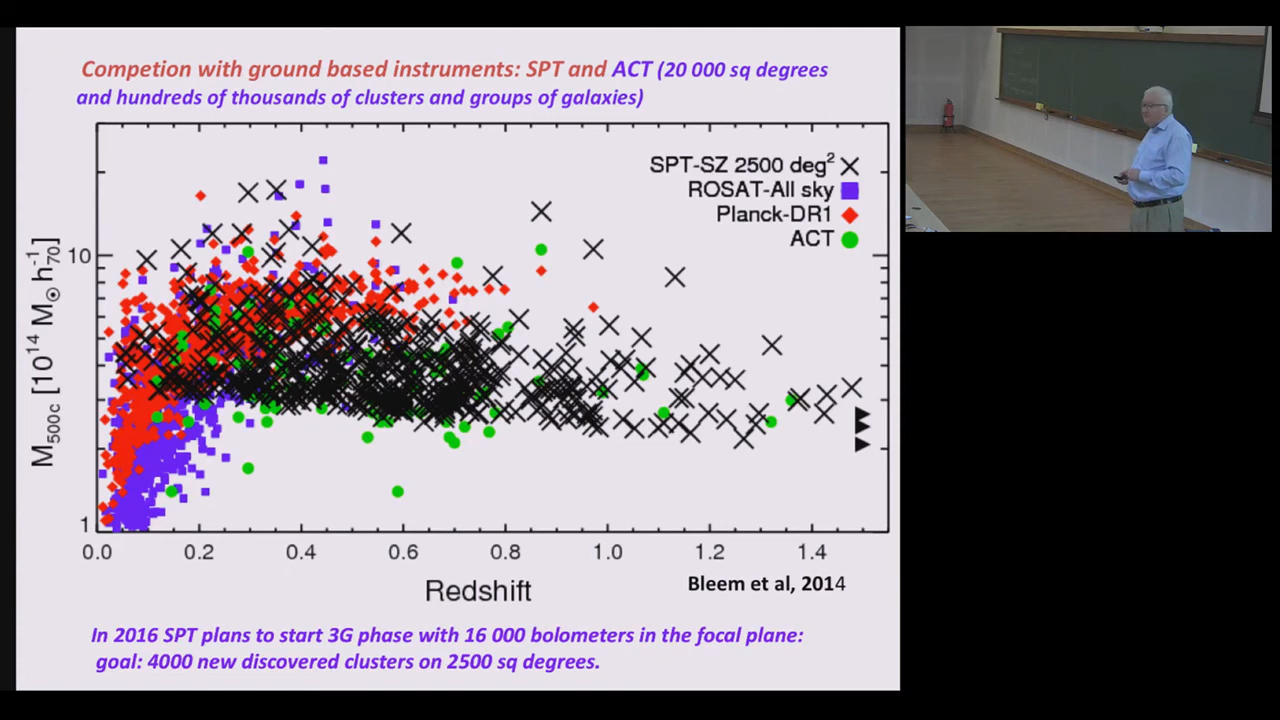 Competion with ground based instruments: SPT and ACT (20 000 sq degrees
and hundreds of thousands of clusters and groups of galaxies)
SPT-SZ 2500 deg²
ROSAT-All sky
Planck-DR1
ACT
M500c [10^14 M☉ h70^-1]
10
1
0.0 0.2 0.4 0.6 0.8 1.0 1.2 1.4
Redshift
Bleem et al, 2014
In 2016 SPT plans to start 3G phase with 16 000 bolometers in the focal plane:
goal: 4000 new discovered clusters on 2500 sq degrees.